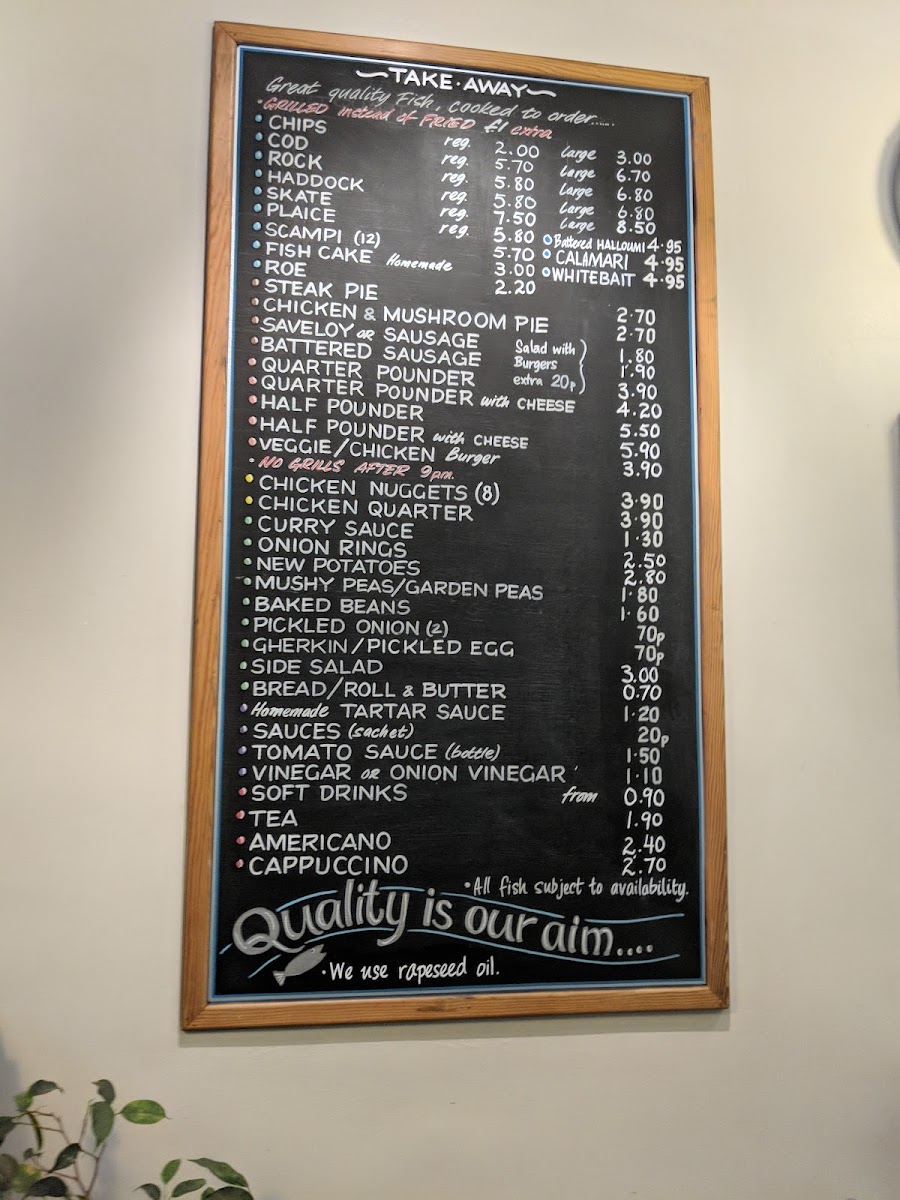 TAKE·AWAY
Great quality Fish, cooked to order......
•GRILLED instead of FRIED £1 extra
•CHIPS reg. 2.00 large 3.00
•COD reg. 5.70 large 6.70
•ROCK reg. 5.80 large 6.80
•HADDOCK reg. 5.80 large 6.80
•SKATE reg. 7.50 large 8.50
•PLAICE reg. 5.80 •Battered HALLOUMI 4·95
•SCAMPI (12) 5.70 •CALAMARI 4.95
•FISH CAKE Homemade 3.00 •WHITEBAIT 4.95
•ROE 2.20
•STEAK PIE 2·70
•CHICKEN & MUSHROOM PIE 2·70
•SAVELOY OR SAUSAGE 1.80
•BATTERED SAUSAGE 1.90
Salad with
Burgers
extra 20p
•QUARTER POUNDER 3.90
•QUARTER POUNDER with CHEESE 4.20
•HALF POUNDER 5.50
•HALF POUNDER with CHEESE 5.90
•VEGGIE/CHICKEN Burger 3.90
•NO GRILLS AFTER 9p.m.
•CHICKEN NUGGETS (8) 3·90
•CHICKEN QUARTER 3·90
•CURRY SAUCE 1·30
•ONION RINGS 2.50
•NEW POTATOES 2.80
•MUSHY PEAS/GARDEN PEAS 1·80
•BAKED BEANS 1·60
•PICKLED ONION (2) 70p
•GHERKIN/PICKLED EGG 70p
•SIDE SALAD 3.00
•BREAD/ROLL & BUTTER 0.70
•Homemade TARTAR SAUCE 1·20
•SAUCES (sachet) 20p
•TOMATO SAUCE (bottle) 1·50
•VINEGAR OR ONION VINEGAR 1·10
•SOFT DRINKS from 0.90
•TEA 1.90
•AMERICANO 2.40
•CAPPUCCINO 2.70
•All fish subject to availability.
Quality is our aim....
•We use rapeseed oil.